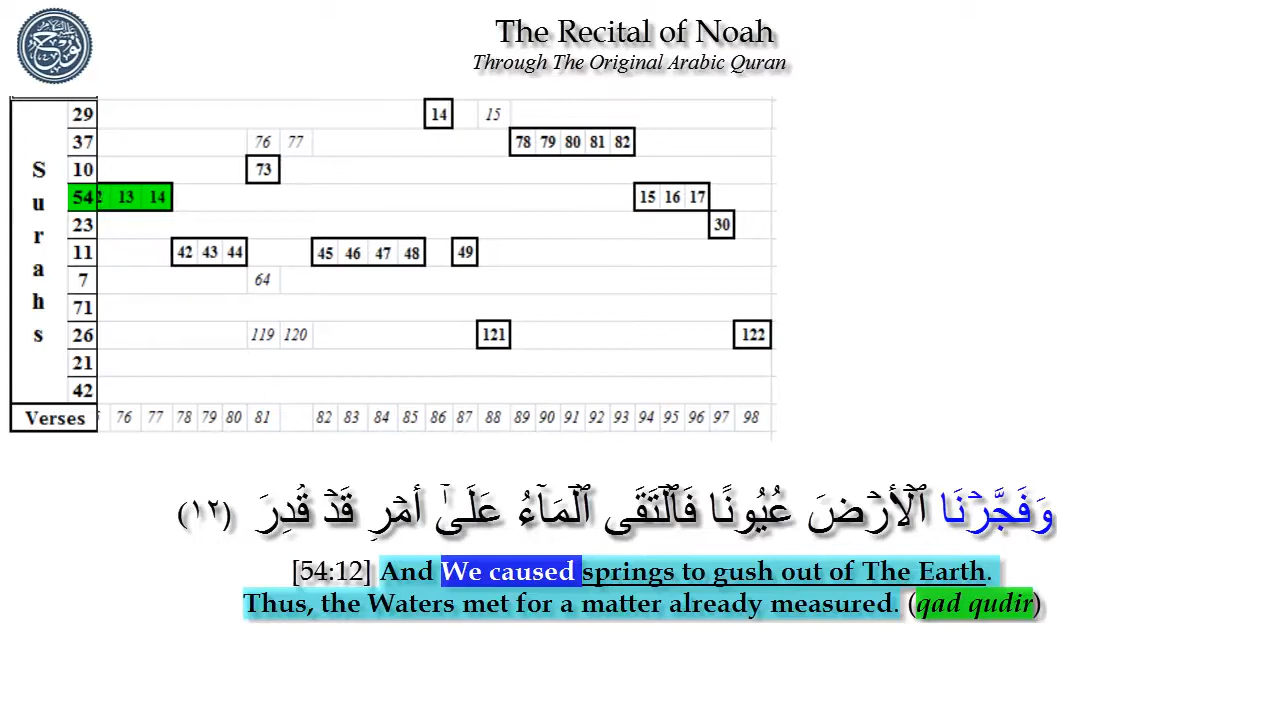 The Recital of Noah
Through The Original Arabic Quran
Surahs
29 14 15
37 76 77 78 79 80 81 82
10 73
54 2 13 14 15 16 17
23 30
11 42 43 44 45 46 47 48 49
7 64
71
26 119 120 121 122
21
42
Verses 76 77 78 79 80 81 82 83 84 85 86 87 88 89 90 91 92 93 94 95 96 97 98
وَفَجَّرۡنَا ٱلۡأَرۡضَ عُيُونࣰا فَٱلۡتَقَى ٱلۡمَاۤءُ عَلَىٰۤ أَمۡرࣲ قَدۡ قُدِرَ (١٢)
[54:12] And We caused springs to gush out of The Earth.
Thus, the Waters met for a matter already measured. (qad qudir)